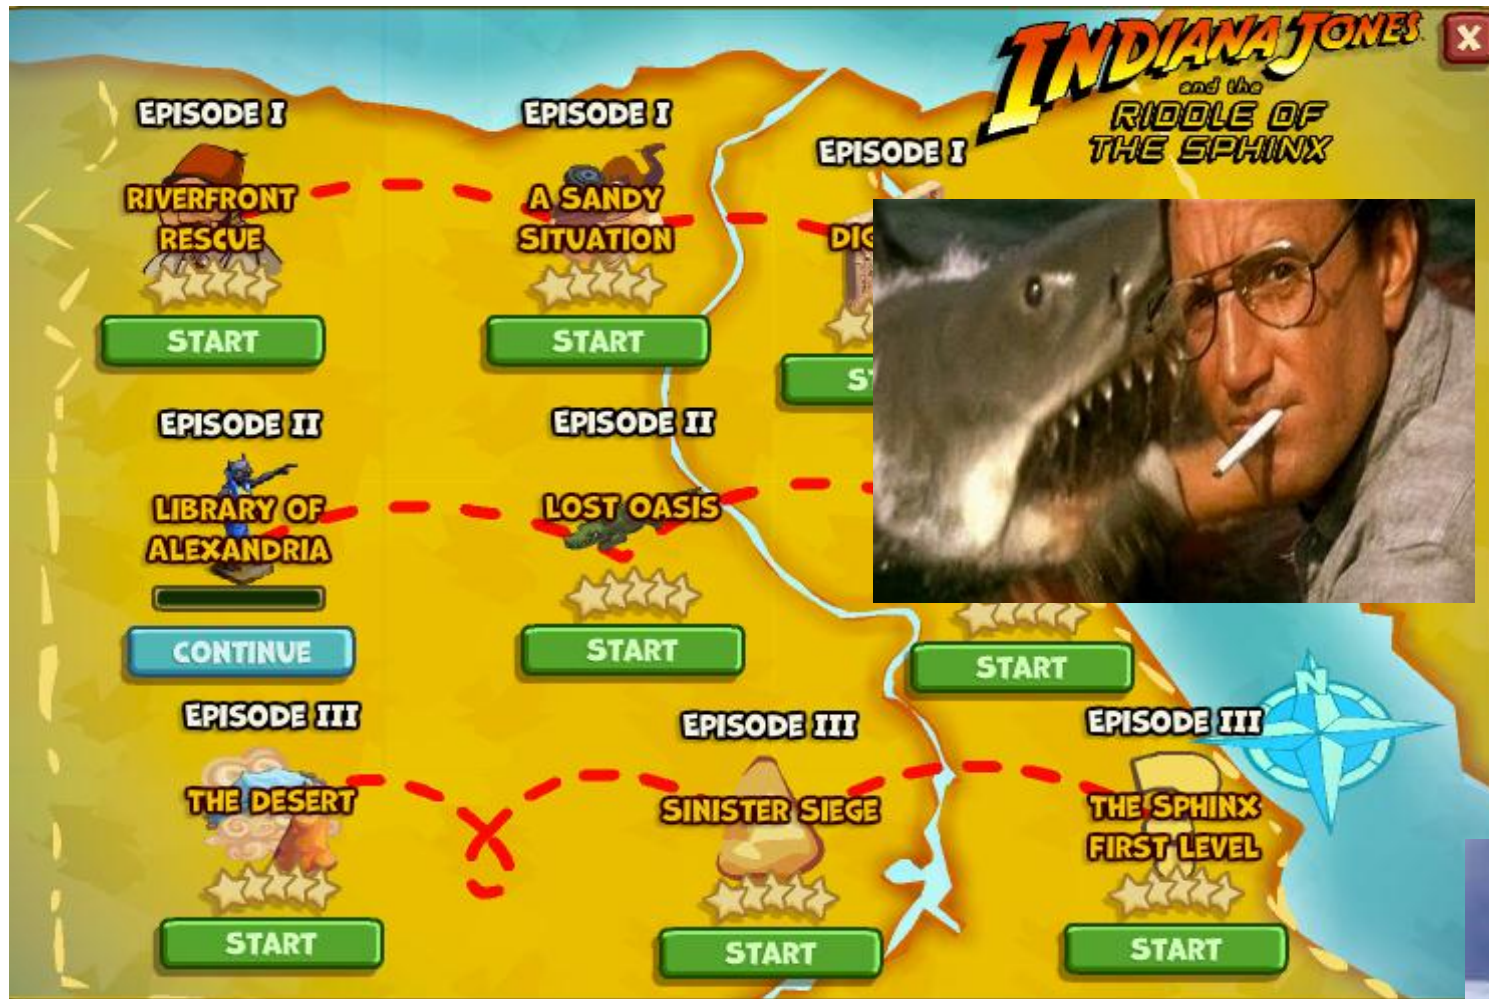 INDIANA JONES
and the
RIDDLE OF
THE SPHINX
X
EPISODE I
RIVERFRONT
RESCUE
START
EPISODE I
A SANDY
SITUATION
START
EPISODE I
EPISODE II
LIBRARY OF
ALEXANDRIA
CONTINUE
EPISODE II
LOST OASIS
START
START
N
EPISODE III
THE DESERT
START
EPISODE III
SINISTER SIEGE
START
EPISODE III
THE SPHINX
FIRST LEVEL
START